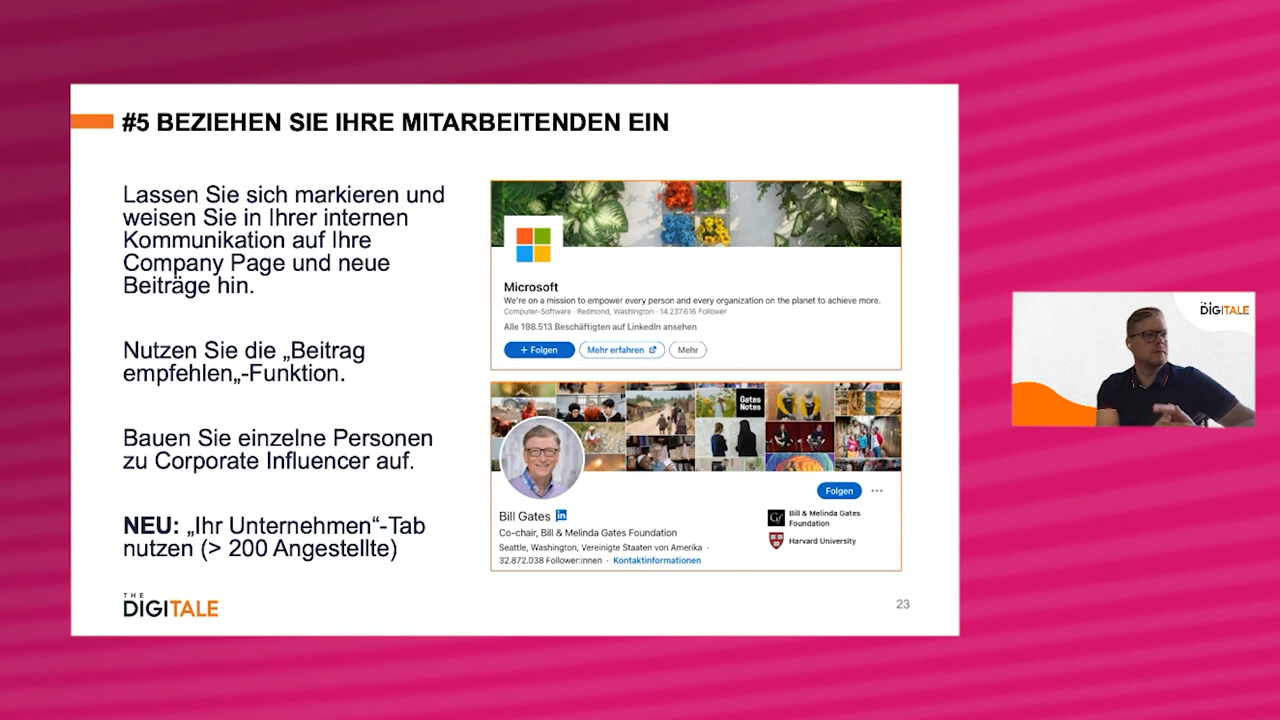 #5 BEZIEHEN SIE IHRE MITARBEITENDEN EIN
Lassen Sie sich markieren und
weisen Sie in Ihrer internen
Kommunikation auf Ihre
Company Page und neue
Beiträge hin.
Nutzen Sie die „Beitrag
empfehlen„-Funktion.
Bauen Sie einzelne Personen
zu Corporate Influencer auf.
NEU: „Ihr Unternehmen“-Tab
nutzen (> 200 Angestellte)
Microsoft
We're on a mission to empower every person and every organization on the planet to achieve more.
Computer-Software · Redmond, Washington · 14.237.616 Follower
Alle 198.513 Beschäftigten auf LinkedIn ansehen
+ Folgen
Mehr erfahren
Mehr
Gates
Notes
Folgen
Bill Gates in
Co-chair, Bill & Melinda Gates Foundation
Seattle, Washington, Vereinigte Staaten von Amerika ·
32.872.038 Follower:innen · Kontaktinformationen
Gf
Bill & Melinda Gates
Foundation
Harvard University
THE
DIGITALE
23
DIGITALE